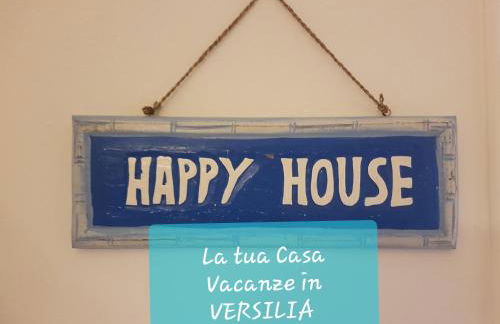 HAPPY HOUSE
La tua Casa
Vacanze in
VERSILIA